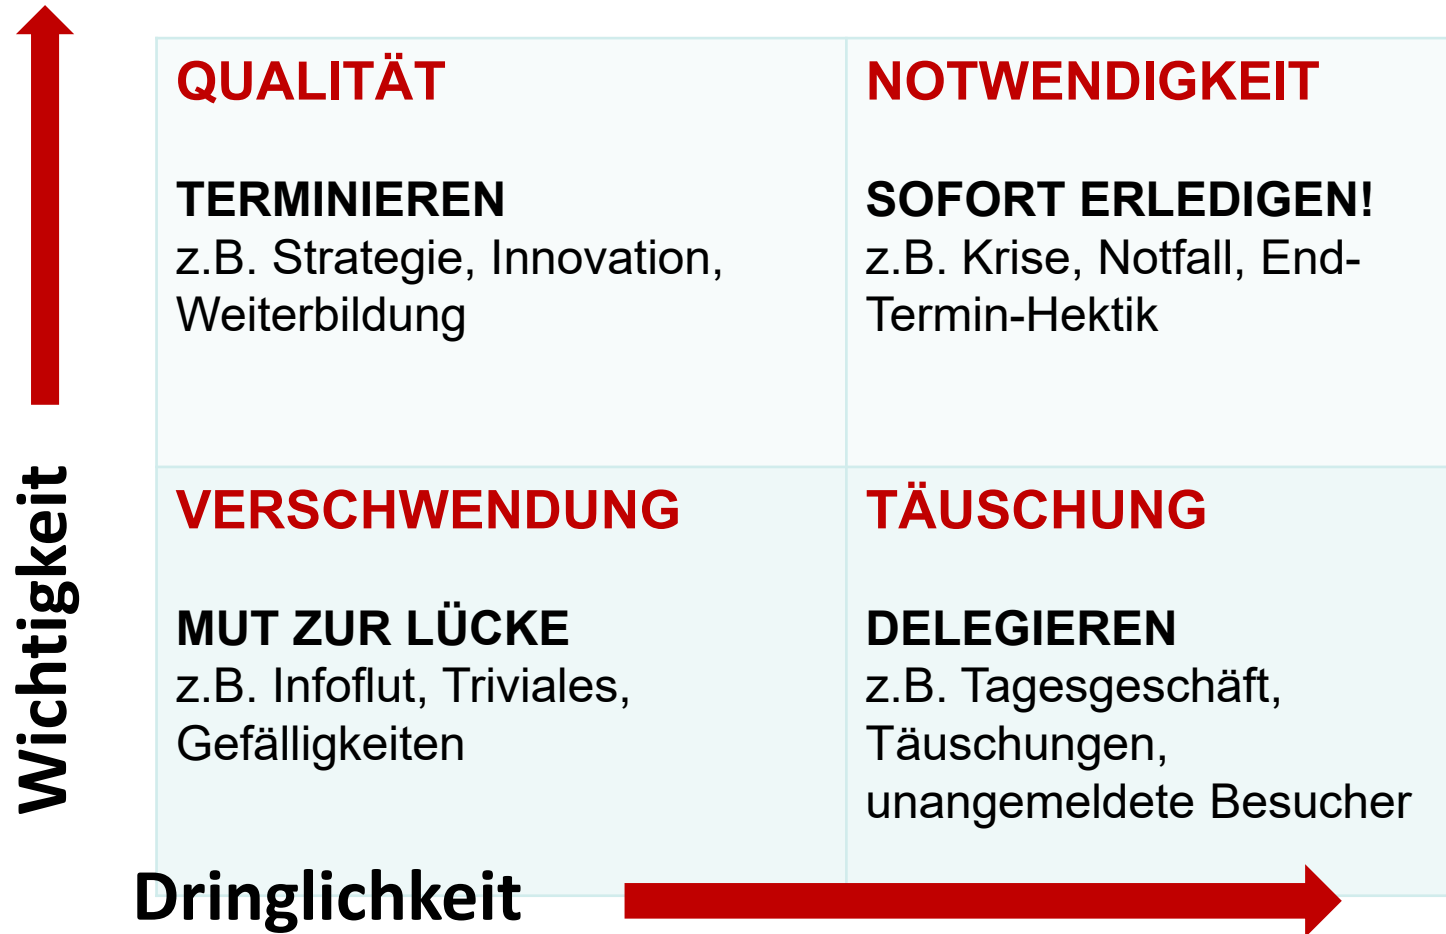 Wichtigkeit
QUALITÄT
TERMINIEREN
z.B. Strategie, Innovation,
Weiterbildung
NOTWENDIGKEIT
SOFORT ERLEDIGEN!
z.B. Krise, Notfall, End-
Termin-Hektik
VERSCHWENDUNG
MUT ZUR LÜCKE
z.B. Infoflut, Triviales,
Gefälligkeiten
TÄUSCHUNG
DELEGIEREN
z.B. Tagesgeschäft,
Täuschungen,
unangemeldete Besucher
Dringlichkeit